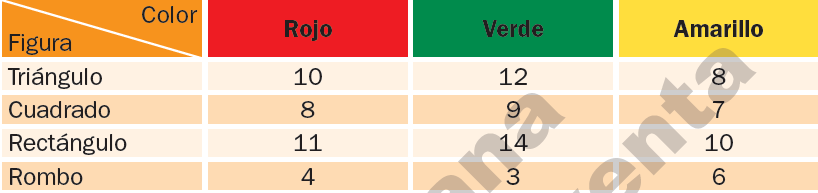 Color
Figura Rojo Verde Amarillo
Triángulo 10 12 8
Cuadrado 8 9 7
Rectángulo 11 14 10
Rombo 4 3 6